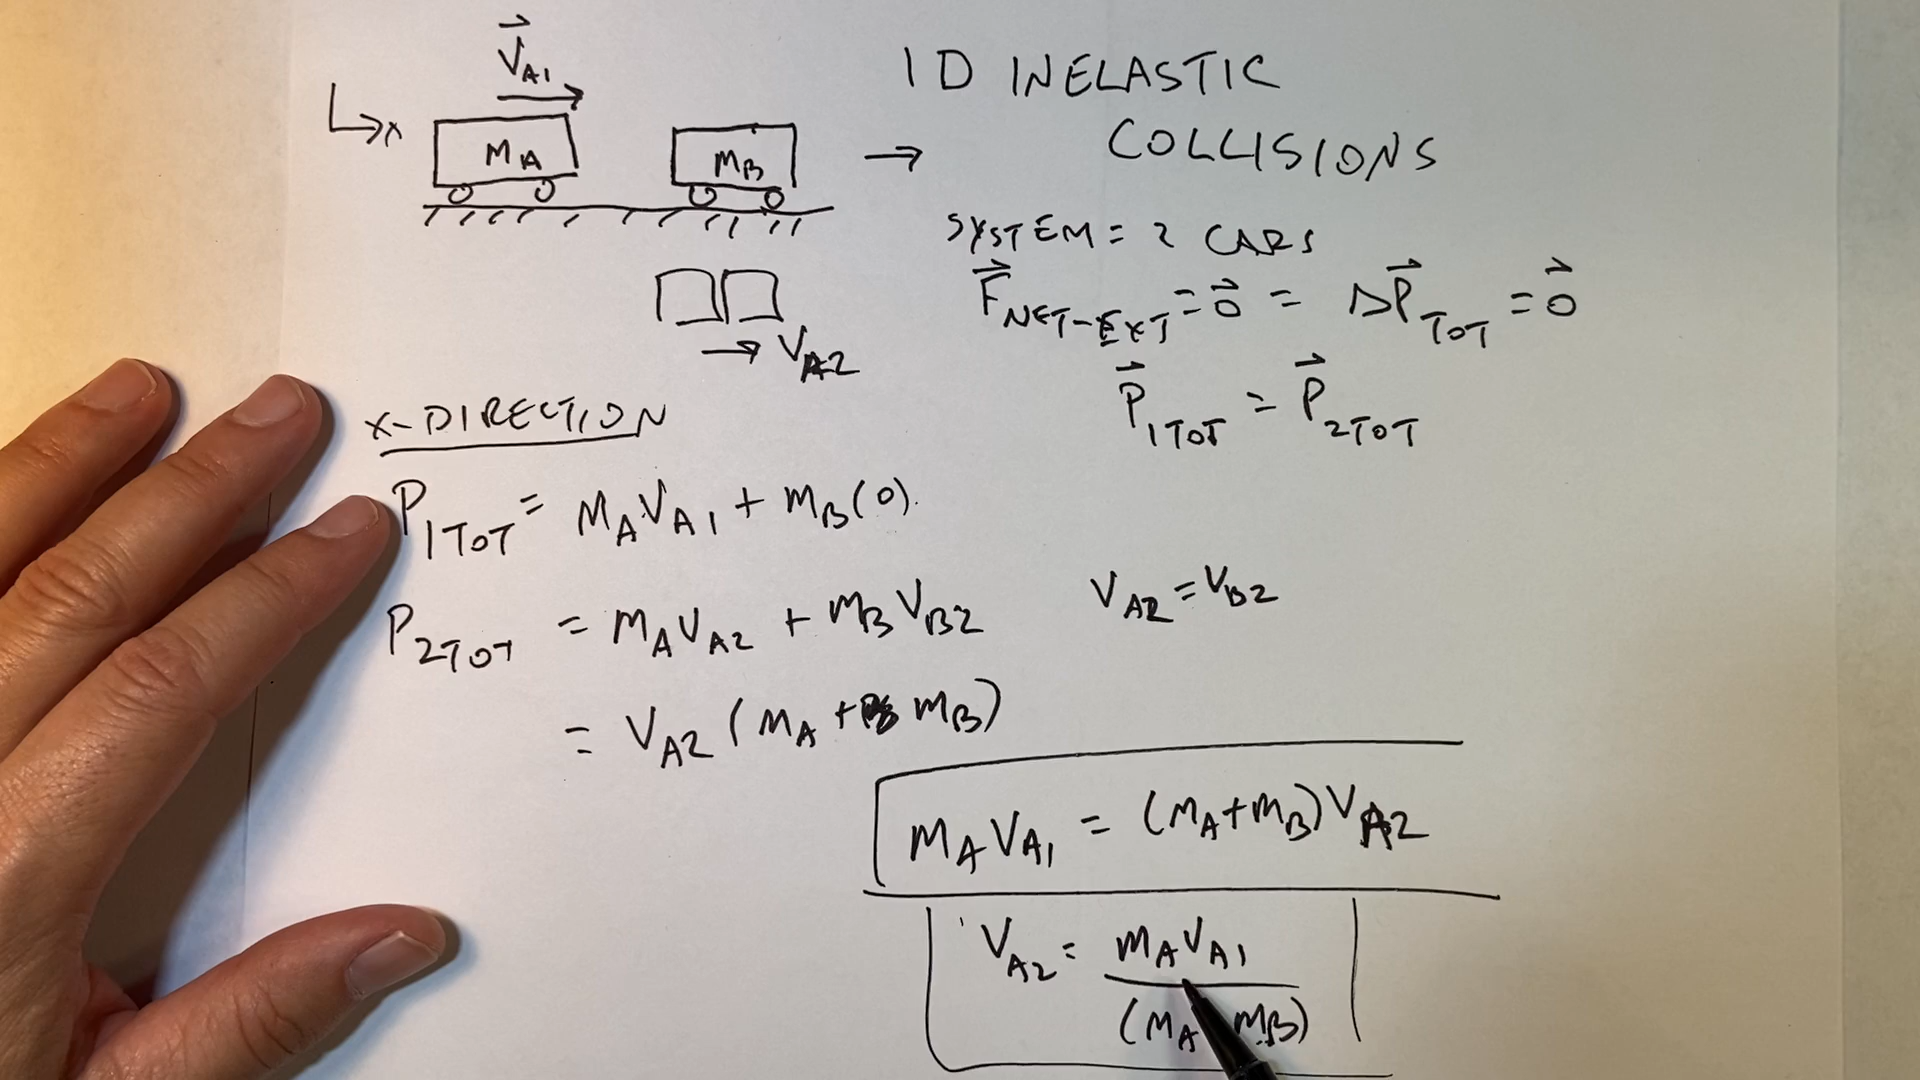 1D INELASTIC
COLLISIONS
V⃗A1
x
MA
MB
→
SYSTEM = 2 CARS
F⃗NET-EXT = 0⃗ = ΔP⃗TOT = 0⃗
→ VA2
P⃗1TOT = P⃗2TOT
X-DIRECTION
P1TOT = MAVA1 + MB(0).
P2TOT = MAVA2 + MBVB2
VA2 = VB2
= VA2 (MA + MB)
MAVA1 = (MA+MB)VA2
VA2 = MAVA1
(MA MB)